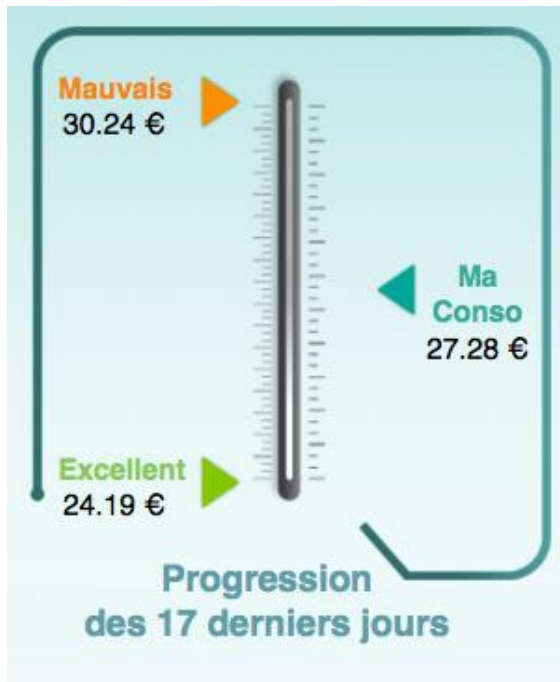 Mauvais
30.24 €
Ma
Conso
27.28 €
Excellent
24.19 €
Progression
des 17 derniers jours